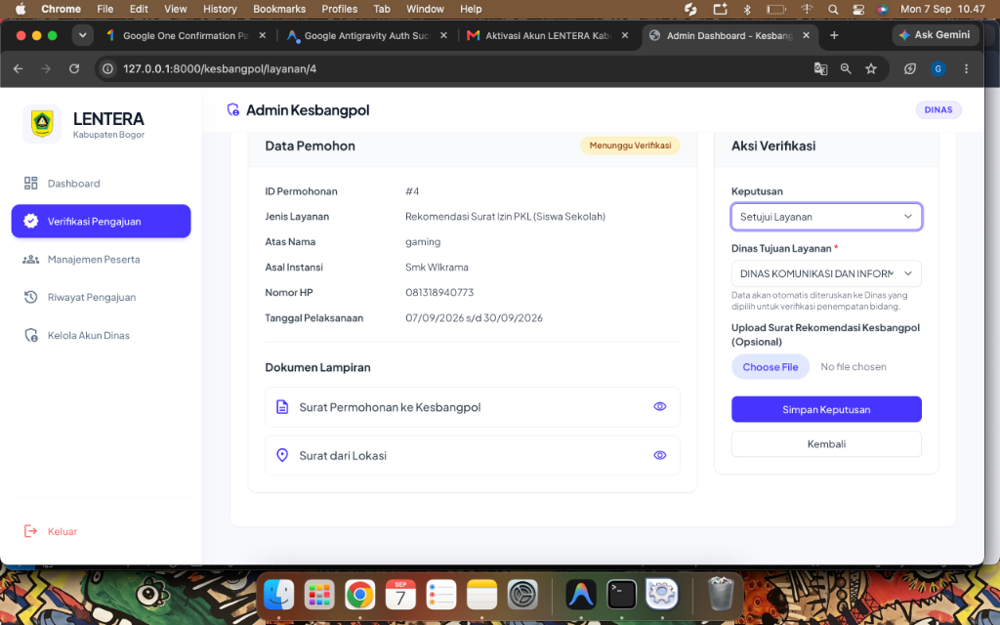 Chrome File Edit View History Bookmarks Profiles Tab Window Help Mon 7 Sep 10.47
Google One Confirmation Pa
Google Antigravity Auth Suc
Aktivasi Akun LENTERA Kab
Admin Dashboard - Kesbang
Ask Gemini
127.0.0.1:8000/kesbangpol/layanan/4
G
LENTERA
Kabupaten Bogor
Admin Kesbangpol
DINAS
Dashboard
Verifikasi Pengajuan
Manajemen Peserta
Riwayat Pengajuan
Kelola Akun Dinas
Keluar
Data Pemohon
Menunggu Verifikasi
ID Permohonan #4
Jenis Layanan Rekomendasi Surat Izin PKL (Siswa Sekolah)
Atas Nama gaming
Asal Instansi Smk WIkrama
Nomor HP 081318940773
Tanggal Pelaksanaan 07/09/2026 s/d 30/09/2026
Dokumen Lampiran
Surat Permohonan ke Kesbangpol
Surat dari Lokasi
Aksi Verifikasi
Keputusan
Setujui Layanan
Dinas Tujuan Layanan *
DINAS KOMUNIKASI DAN INFORM
Data akan otomatis diteruskan ke Dinas yang
dipilih untuk verifikasi penempatan bidang.
Upload Surat Rekomendasi Kesbangpol
(Opsional)
Choose File No file chosen
Simpan Keputusan
Kembali
SEP
7